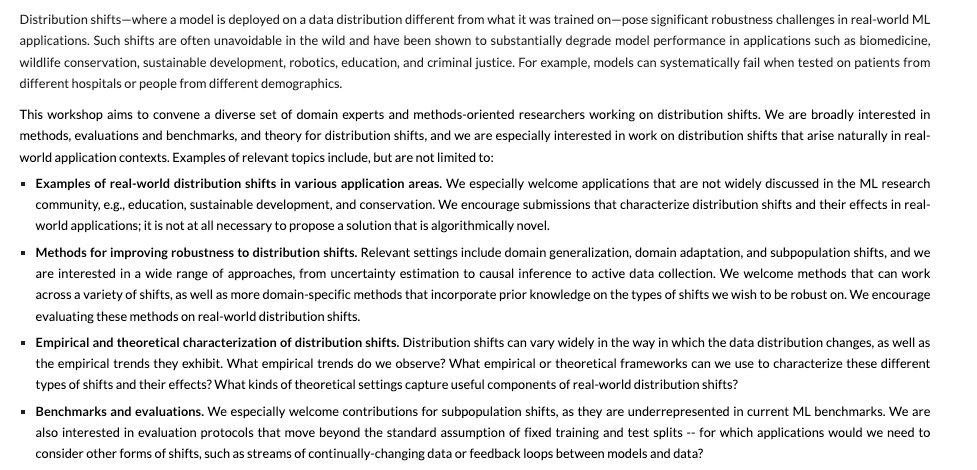 Distribution shifts—where a model is deployed on a data distribution different from what it was trained on—pose significant robustness challenges in real-world ML
applications. Such shifts are often unavoidable in the wild and have been shown to substantially degrade model performance in applications such as biomedicine,
wildlife conservation, sustainable development, robotics, education, and criminal justice. For example, models can systematically fail when tested on patients from
different hospitals or people from different demographics.
This workshop aims to convene a diverse set of domain experts and methods-oriented researchers working on distribution shifts. We are broadly interested in
methods, evaluations and benchmarks, and theory for distribution shifts, and we are especially interested in work on distribution shifts that arise naturally in real-
world application contexts. Examples of relevant topics include, but are not limited to:
▪ Examples of real-world distribution shifts in various application areas. We especially welcome applications that are not widely discussed in the ML research
community, e.g., education, sustainable development, and conservation. We encourage submissions that characterize distribution shifts and their effects in real-
world applications; it is not at all necessary to propose a solution that is algorithmically novel.
▪ Methods for improving robustness to distribution shifts. Relevant settings include domain generalization, domain adaptation, and subpopulation shifts, and we
are interested in a wide range of approaches, from uncertainty estimation to causal inference to active data collection. We welcome methods that can work
across a variety of shifts, as well as more domain-specific methods that incorporate prior knowledge on the types of shifts we wish to be robust on. We encourage
evaluating these methods on real-world distribution shifts.
▪ Empirical and theoretical characterization of distribution shifts. Distribution shifts can vary widely in the way in which the data distribution changes, as well as
the empirical trends they exhibit. What empirical trends do we observe? What empirical or theoretical frameworks can we use to characterize these different
types of shifts and their effects? What kinds of theoretical settings capture useful components of real-world distribution shifts?
▪ Benchmarks and evaluations. We especially welcome contributions for subpopulation shifts, as they are underrepresented in current ML benchmarks. We are
also interested in evaluation protocols that move beyond the standard assumption of fixed training and test splits -- for which applications would we need to
consider other forms of shifts, such as streams of continually-changing data or feedback loops between models and data?